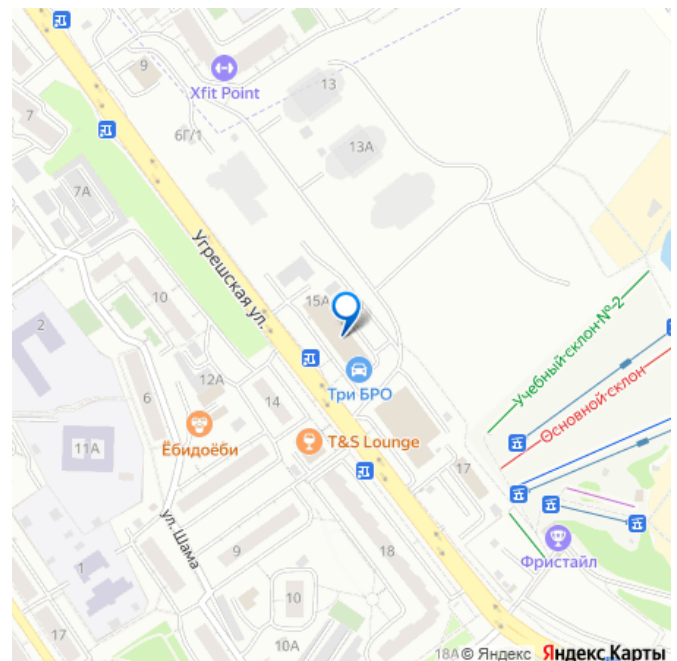 9
Xfit Point
13
7
6Г/1
13А
7А
Угрешская ул.
10
2
15А
Учебный склон № 2
Основной склон
6
12А
14
Три БРО
Ёбидоёби
T&S Lounge
11А
17
ул. Шама
9
18
1
Фристайл
10
17
10А
18А
© Яндекс Яндекс Карты